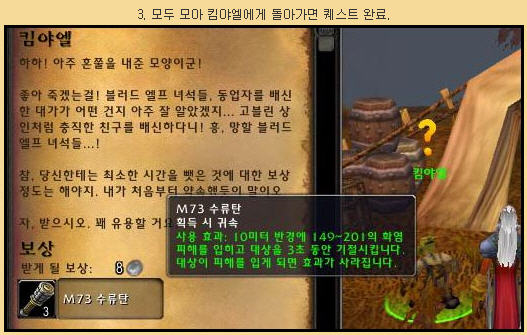 3. 모두 모아 킴야엘에게 돌아가면 퀘스트 완료.
킴야엘
하하! 아주 혼쭐을 내준 모양이군!
좋아 죽겠는걸! 블러드 엘프 녀석들, 동업자를 배신
한 대가가 어떤 건지 아주 잘 알았겠지... 고블린 상
인처럼 충직한 친구를 배신하다니! 흥, 망할 블러드
엘프 녀석들...!
참, 당신한테는 최소한 시간을 뺏은 것에 대한 보상
정도는 해야지. 내가 처음부터 약속했듯이 말이오.
자, 받으시오. 꽤 유용할
보상
받게 될 보상: 8
3
M73 수류탄
M73 수류탄
획득 시 귀속
사용 효과: 10미터 반경에 149~201의 화염
피해를 입히고 대상을 3초 동안 기절시킵니다.
대상이 피해를 입게 되면 효과가 사라집니다.
킴야엘